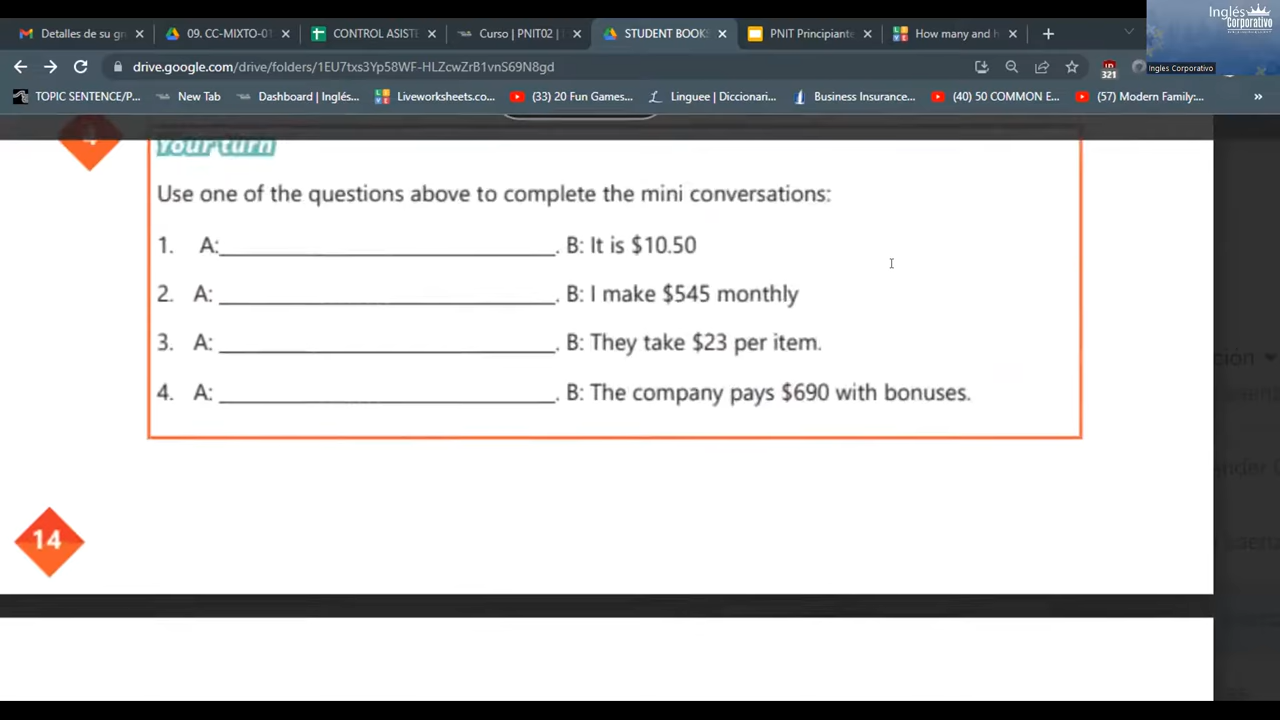 Inglés
Corporativo
Detalles de su gr
09. CC-MIXTO-01
CONTROL ASISTE
Curso | PNIT02 |
STUDENT BOOKS
PNIT Principiante
How many and h
drive.google.com/drive/folders/1EU7txs3Yp58WF-HLZcwZrB1vnS69N8gd
321
Ingles Corporativo
TOPIC SENTENCE/P...
New Tab
Dashboard | Inglés...
Liveworksheets.co...
(33) 20 Fun Games...
Linguee | Diccionari...
Business Insurance...
(40) 50 COMMON E...
(57) Modern Family:...
»
4
Your turn
Use one of the questions above to complete the mini conversations:
1. A:______________________________. B: It is $10.50
2. A: ______________________________. B: I make $545 monthly
3. A: ______________________________. B: They take $23 per item.
4. A: ______________________________. B: The company pays $690 with bonuses.
ción
14